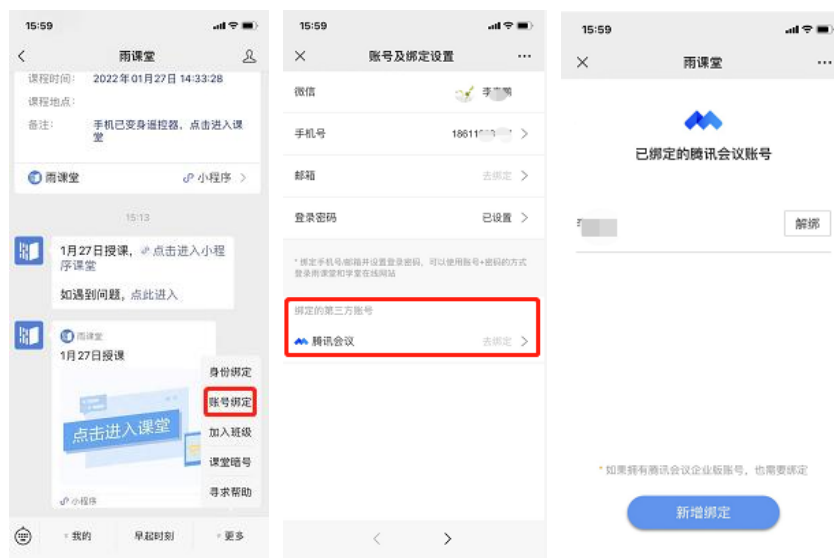 15:59
雨课堂
课程时间: 2022年01月27日 14:33:28
课程地点:
备注: 手机已变身遥控器，点击进入课
堂
雨课堂 小程序
15:13
1月27日授课，点击进入小程
序课堂
如遇到问题，点此进入
雨课堂
1月27日授课
点击进入课堂
小程序
身份绑定
账号绑定
加入班级
课堂暗号
寻求帮助
我的 早起时刻 更多
15:59
账号及绑定设置
微信 李
手机号 18611
邮箱 去绑定
登录密码 已设置
*绑定手机号/邮箱并设置登录密码，可以使用账号+密码的方式
登录雨课堂和学堂在线网站
绑定的第三方账号
腾讯会议 去绑定
15:59
雨课堂
已绑定的腾讯会议账号
解绑
*如果拥有腾讯会议企业版账号，也需要绑定
新增绑定